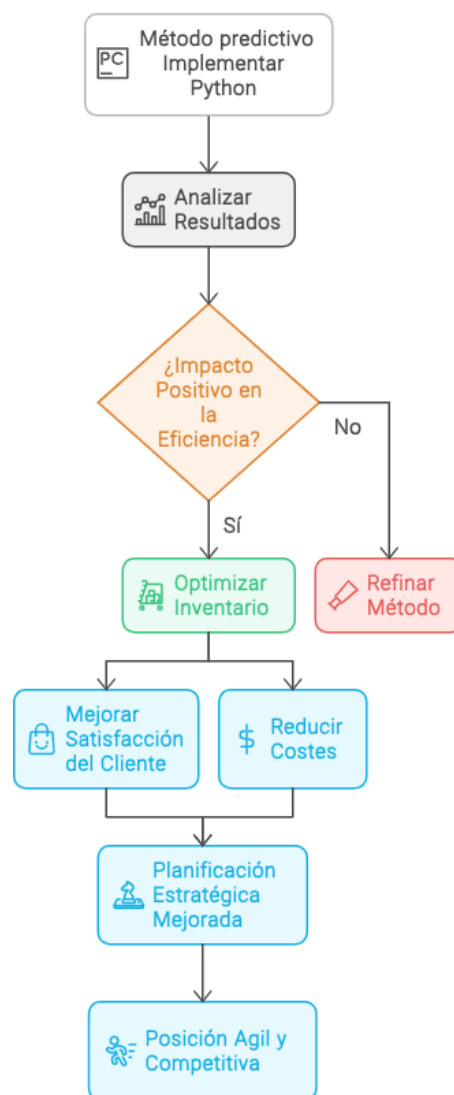 PC
Método predictivo
Implementar
Python
Analizar
Resultados
¿Impacto
Positivo en
la
Eficiencia?
No
Sí
Optimizar
Inventario
Refinar
Método
Mejorar
Satisfacción
del Cliente
$
Reducir
Costes
Planificación
Estratégica
Mejorada
Posición Agil y
Competitiva